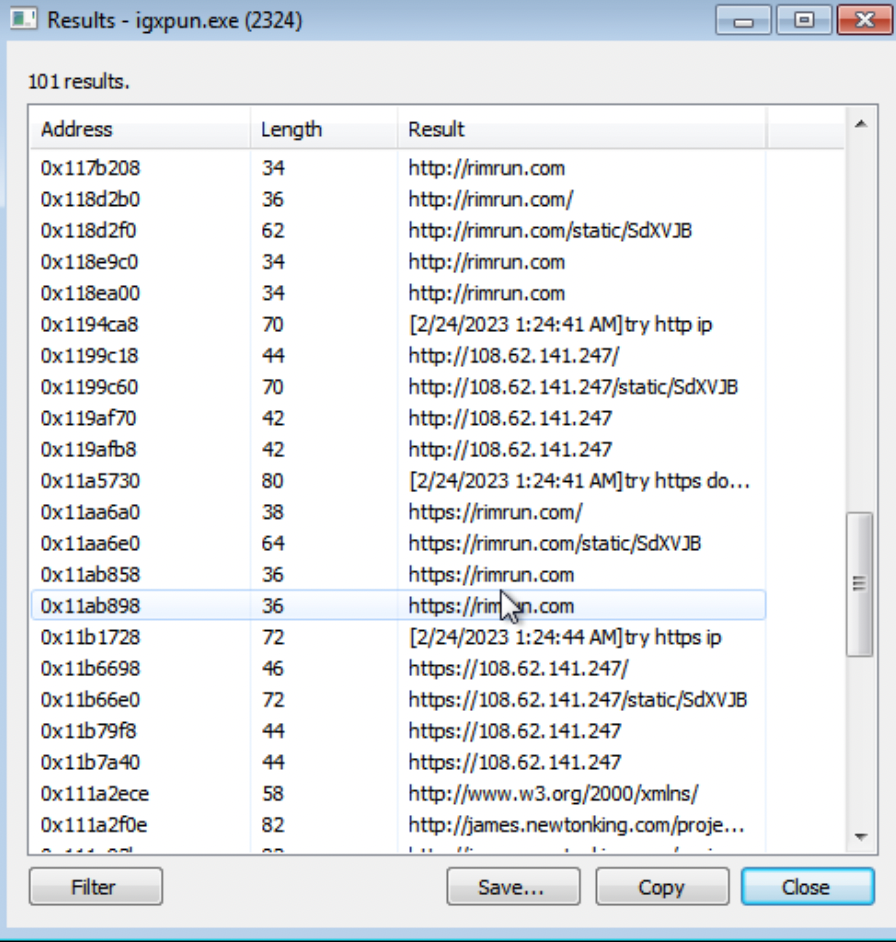 Results - igxpun.exe (2324)
101 results.
Address Length Result
0x117b208 34 http://rimrun.com
0x118d2b0 36 http://rimrun.com/
0x118d2f0 62 http://rimrun.com/static/SdXVJB
0x118e9c0 34 http://rimrun.com
0x118ea00 34 http://rimrun.com
0x1194ca8 70 [2/24/2023 1:24:41 AM]try http ip
0x1199c18 44 http://108.62.141.247/
0x1199c60 70 http://108.62.141.247/static/SdXVJB
0x119af70 42 http://108.62.141.247
0x119afb8 42 http://108.62.141.247
0x11a5730 80 [2/24/2023 1:24:41 AM]try https do...
0x11aa6a0 38 https://rimrun.com/
0x11aa6e0 64 https://rimrun.com/static/SdXVJB
0x11ab858 36 https://rimrun.com
0x11ab898 36 https://rimrun.com
0x11b1728 72 [2/24/2023 1:24:44 AM]try https ip
0x11b6698 46 https://108.62.141.247/
0x11b66e0 72 https://108.62.141.247/static/SdXVJB
0x11b79f8 44 https://108.62.141.247
0x11b7a40 44 https://108.62.141.247
0x111a2ece 58 http://www.w3.org/2000/xmlns/
0x111a2f0e 82 http://james.newtonking.com/proje...
Filter Save... Copy Close